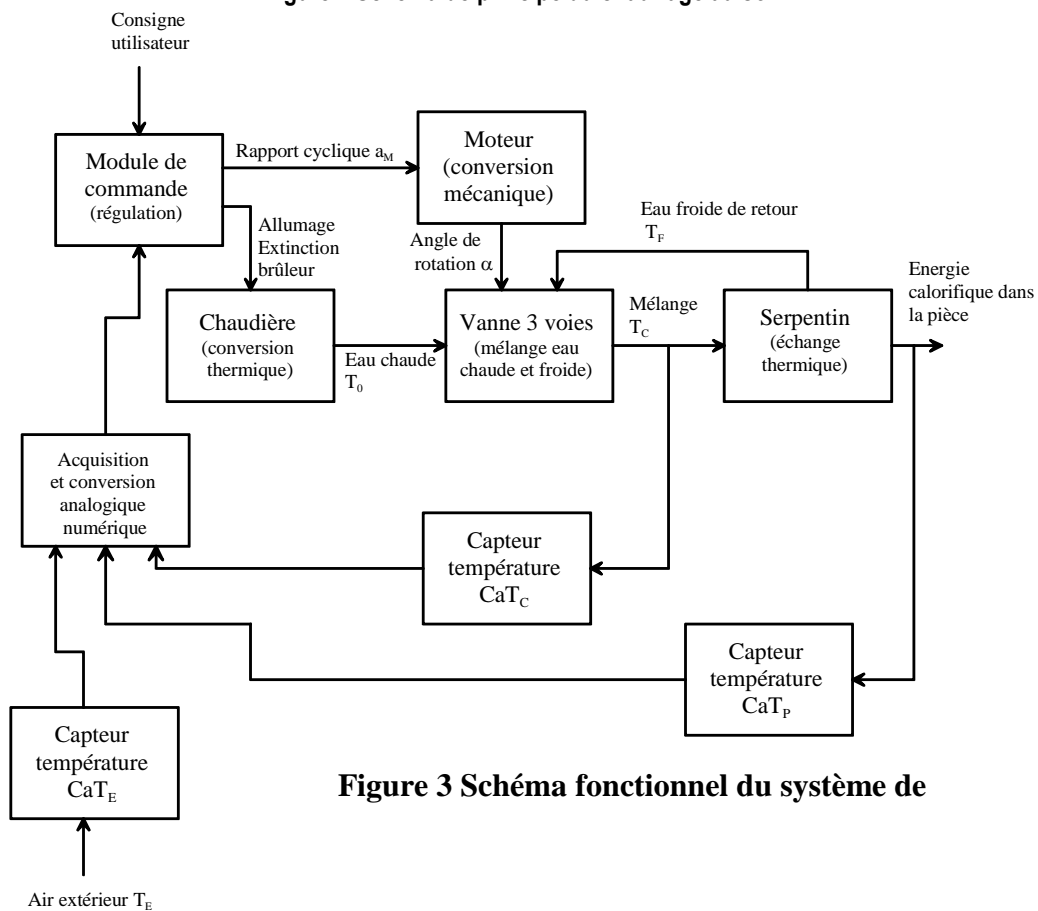 Consigne
utilisateur
Module de
commande
(régulation)
Rapport cyclique a_M
Moteur
(conversion
mécanique)
Allumage
Extinction
brûleur
Angle de
rotation α
Eau froide de retour
T_F
Chaudière
(conversion
thermique)
Eau chaude
T_0
Vanne 3 voies
(mélange eau
chaude et froide)
Mélange
T_C
Serpentin
(échange
thermique)
Energie
calorifique dans
la pièce
Acquisition
et conversion
analogique
numérique
Capteur
température
CaT_C
Capteur
température
CaT_P
Capteur
température
CaT_E
Figure 3 Schéma fonctionnel du système de
Air extérieur T_E